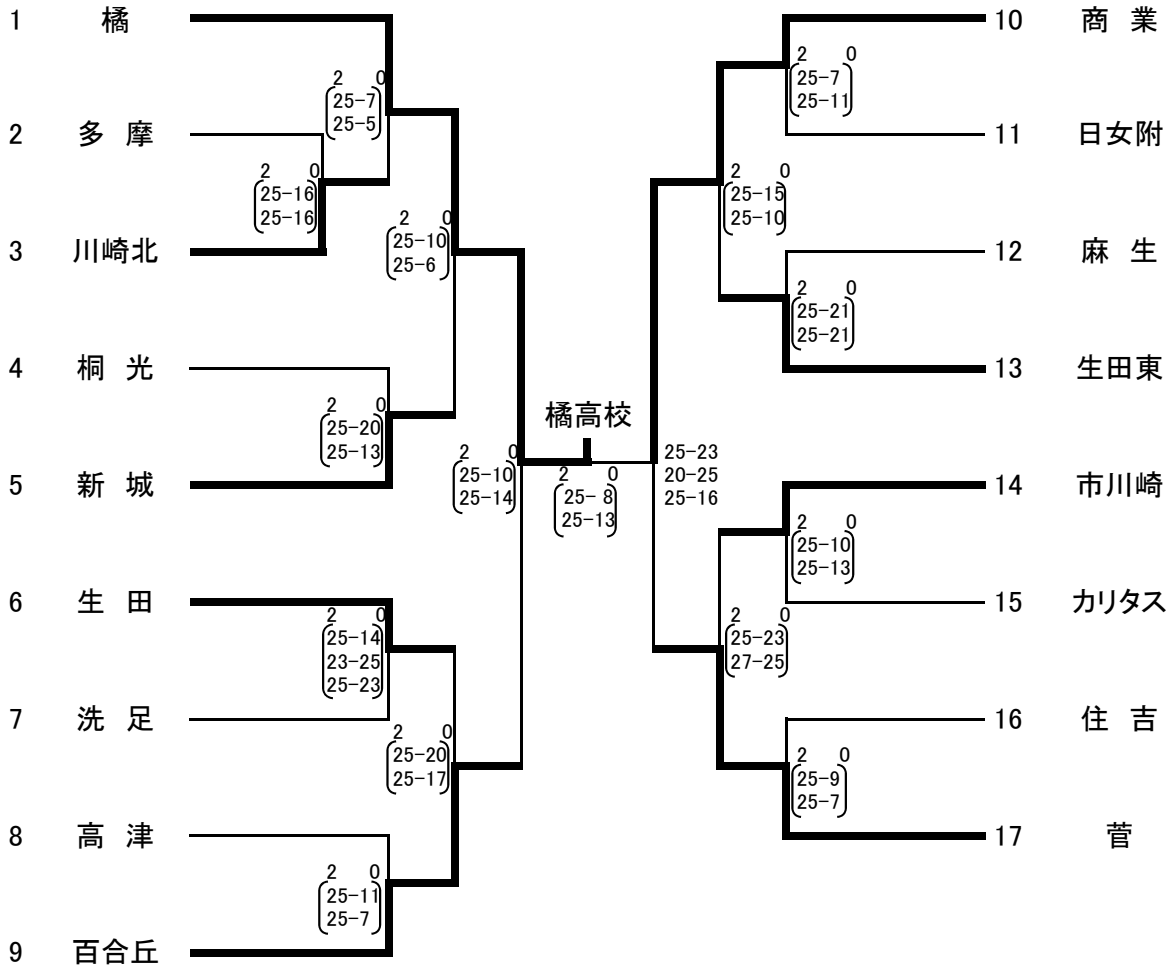 1 橘
2 0
25-7
25-5
2 多 摩
2 0
25-16
25-16
3 川崎北
2 0
25-10
25-6
4 桐 光
2 0
25-20
25-13
5 新 城
2 0
25-10
25-14
6 生 田
2 0
25-14
23-25
25-23
7 洗 足
2 0
25-20
25-17
8 高 津
2 0
25-11
25-7
9 百合丘
橘高校
2 0
25- 8
25-13
10 商 業
2 0
25-7
25-11
11 日女附
2 0
25-15
25-10
12 麻 生
2 0
25-21
25-21
13 生田東
25-23
20-25
25-16
14 市川崎
2 0
25-10
25-13
15 カリタス
2 0
25-23
27-25
16 住 吉
2 0
25-9
25-7
17 菅